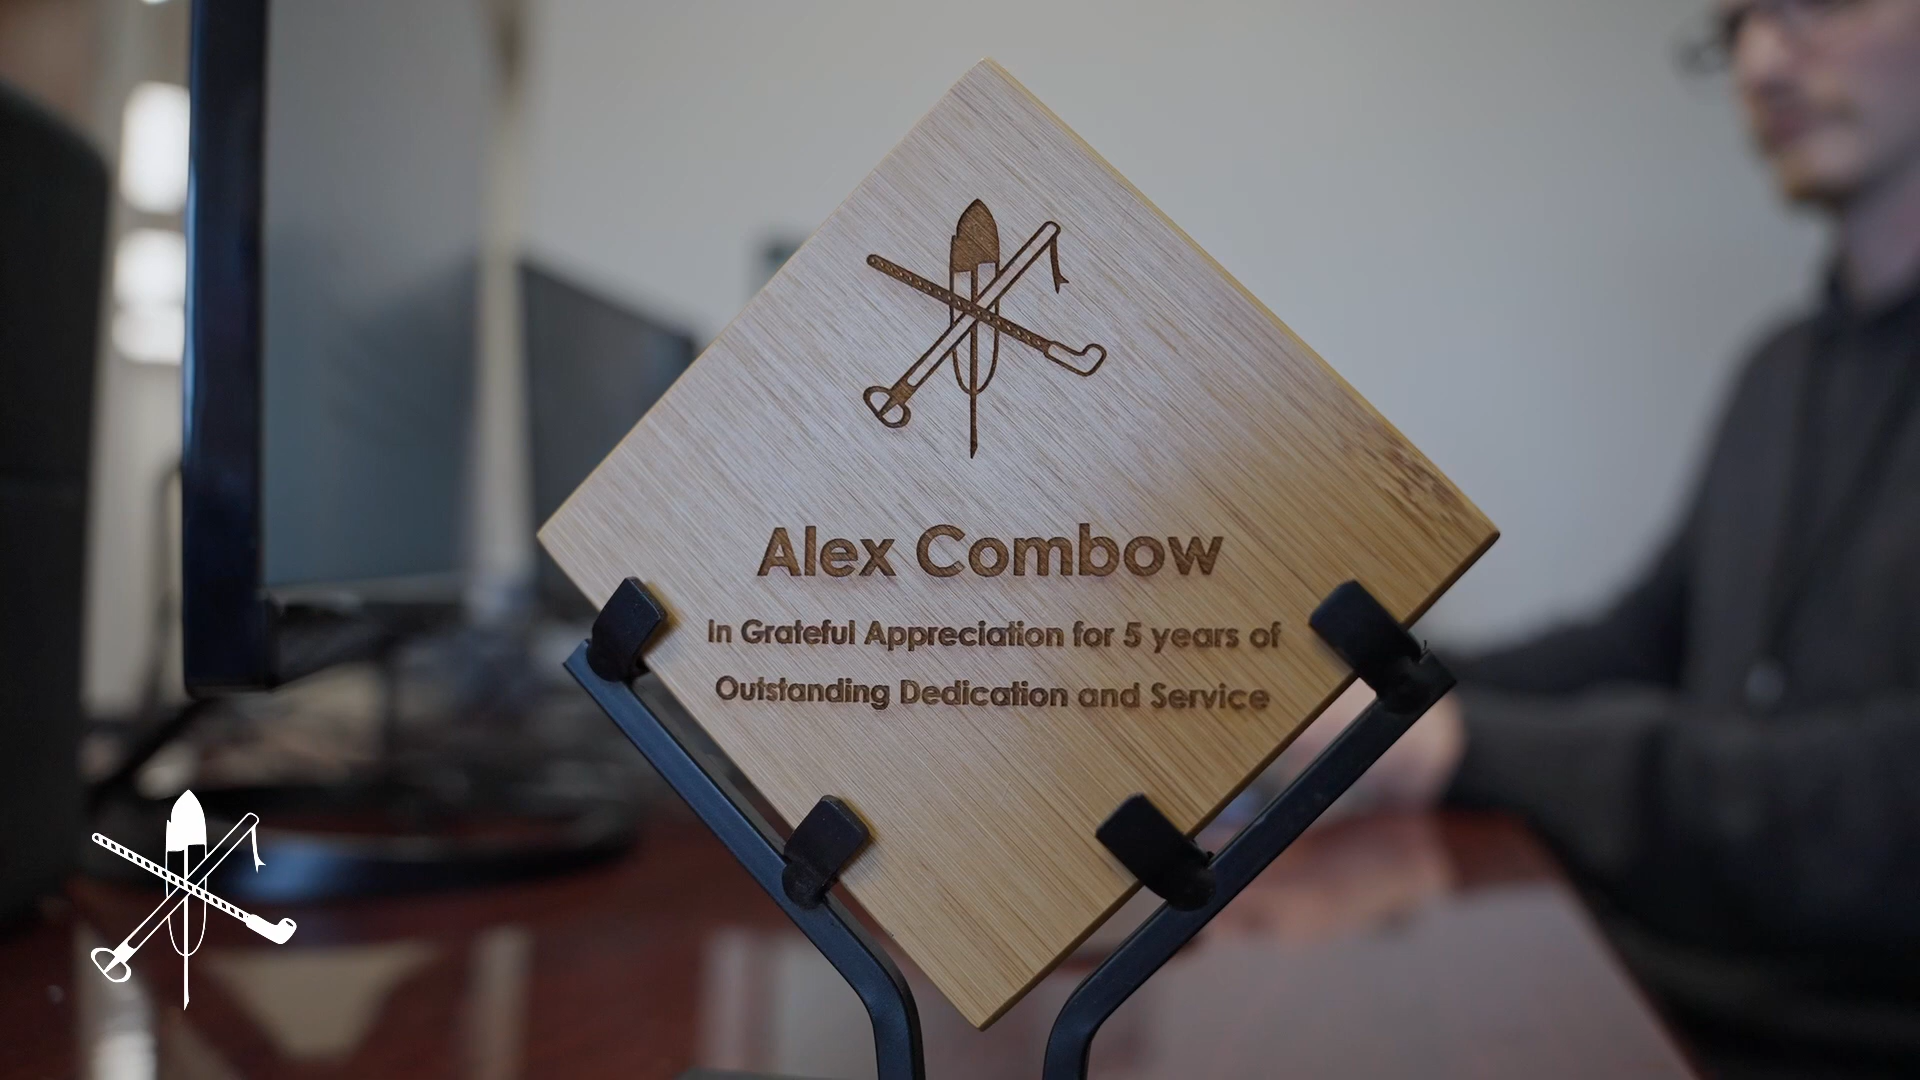 Alex Combow
In Grateful Appreciation for 5 years of
Outstanding Dedication and Service